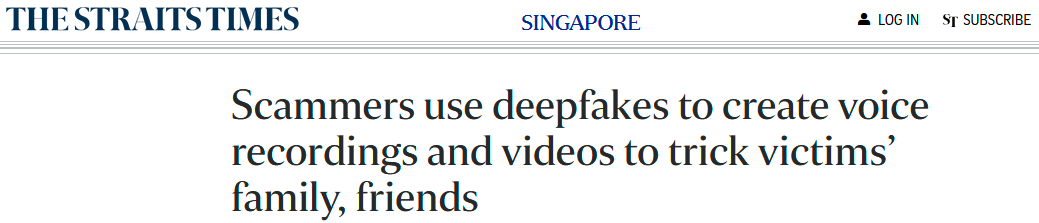 THE STRAITS TIMES
SINGAPORE
LOG IN
ST SUBSCRIBE
Scammers use deepfakes to create voice
recordings and videos to trick victims’
family, friends